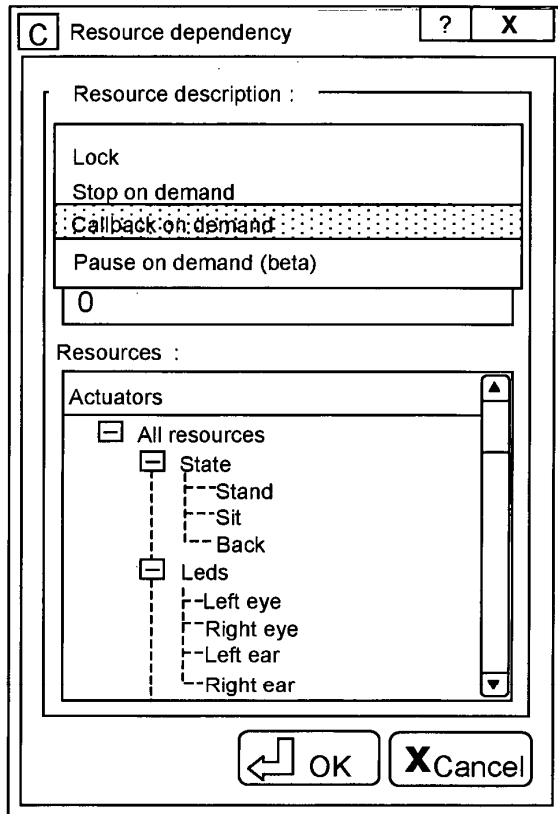 C Resource dependency ? X
Resource description :
Lock
Stop on demand
Callback on demand
Pause on demand (beta)
0
Resources :
Actuators
All resources
State
Stand
Sit
Back
Leds
Left eye
Right eye
Left ear
Right ear
OK X Cancel